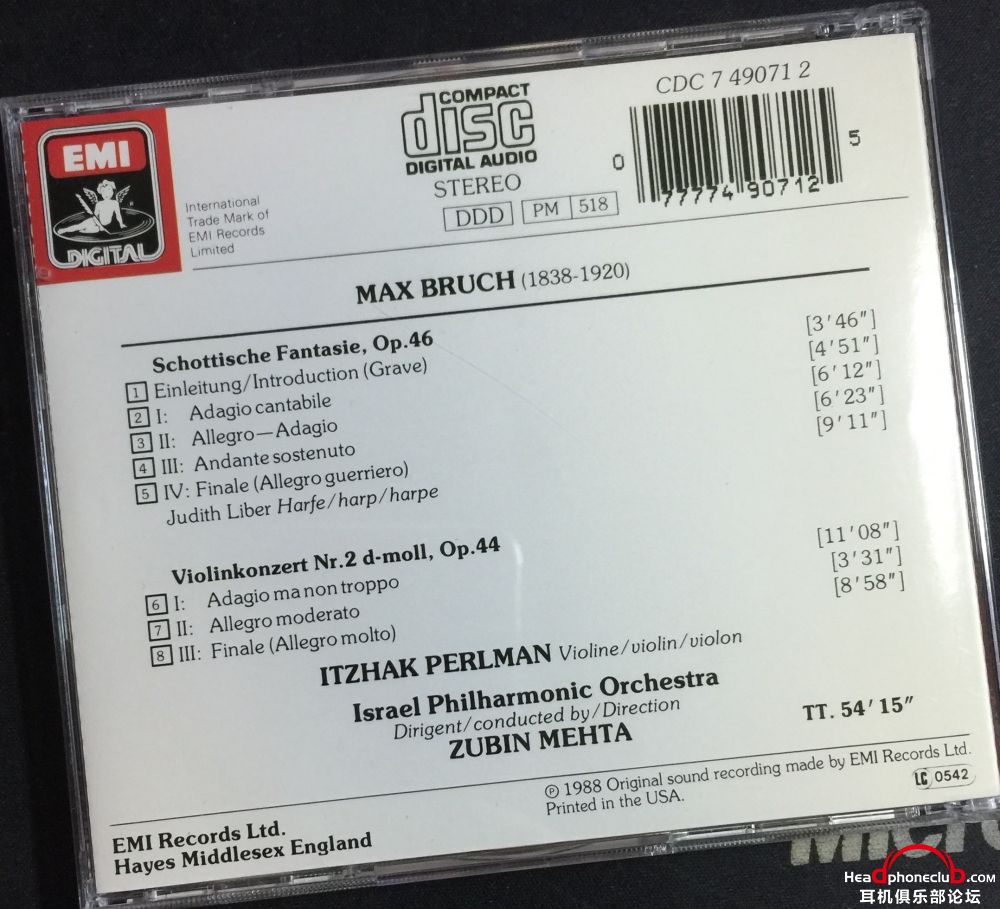 EMI
DIGITAL
International
Trade Mark of
EMI Records
Limited
COMPACT
disc
DIGITAL AUDIO
STEREO
DDD PM 518
CDC 7 49071 2
0 77774 90712 5
MAX BRUCH (1838-1920)
Schottische Fantasie, Op.46
1 Einleitung/Introduction (Grave) [3'46"]
2 I: Adagio cantabile [4'51"]
3 II: Allegro—Adagio [6'12"]
4 III: Andante sostenuto [6'23"]
5 IV: Finale (Allegro guerriero) [9'11"]
Judith Liber Harfe/harp/harpe
Violinkonzert Nr.2 d-moll, Op.44
6 I: Adagio ma non troppo [11'08"]
7 II: Allegro moderato [3'31"]
8 III: Finale (Allegro molto) [8'58"]
ITZHAK PERLMAN Violine/violin/violon
Israel Philharmonic Orchestra
Dirigent/conducted by/Direction
ZUBIN MEHTA
TT. 54'15"
℗ 1988 Original sound recording made by EMI Records Ltd.
Printed in the USA.
LC 0542
EMI Records Ltd.
Hayes Middlesex England
HeadphoneclUb.com
耳机俱乐部论坛